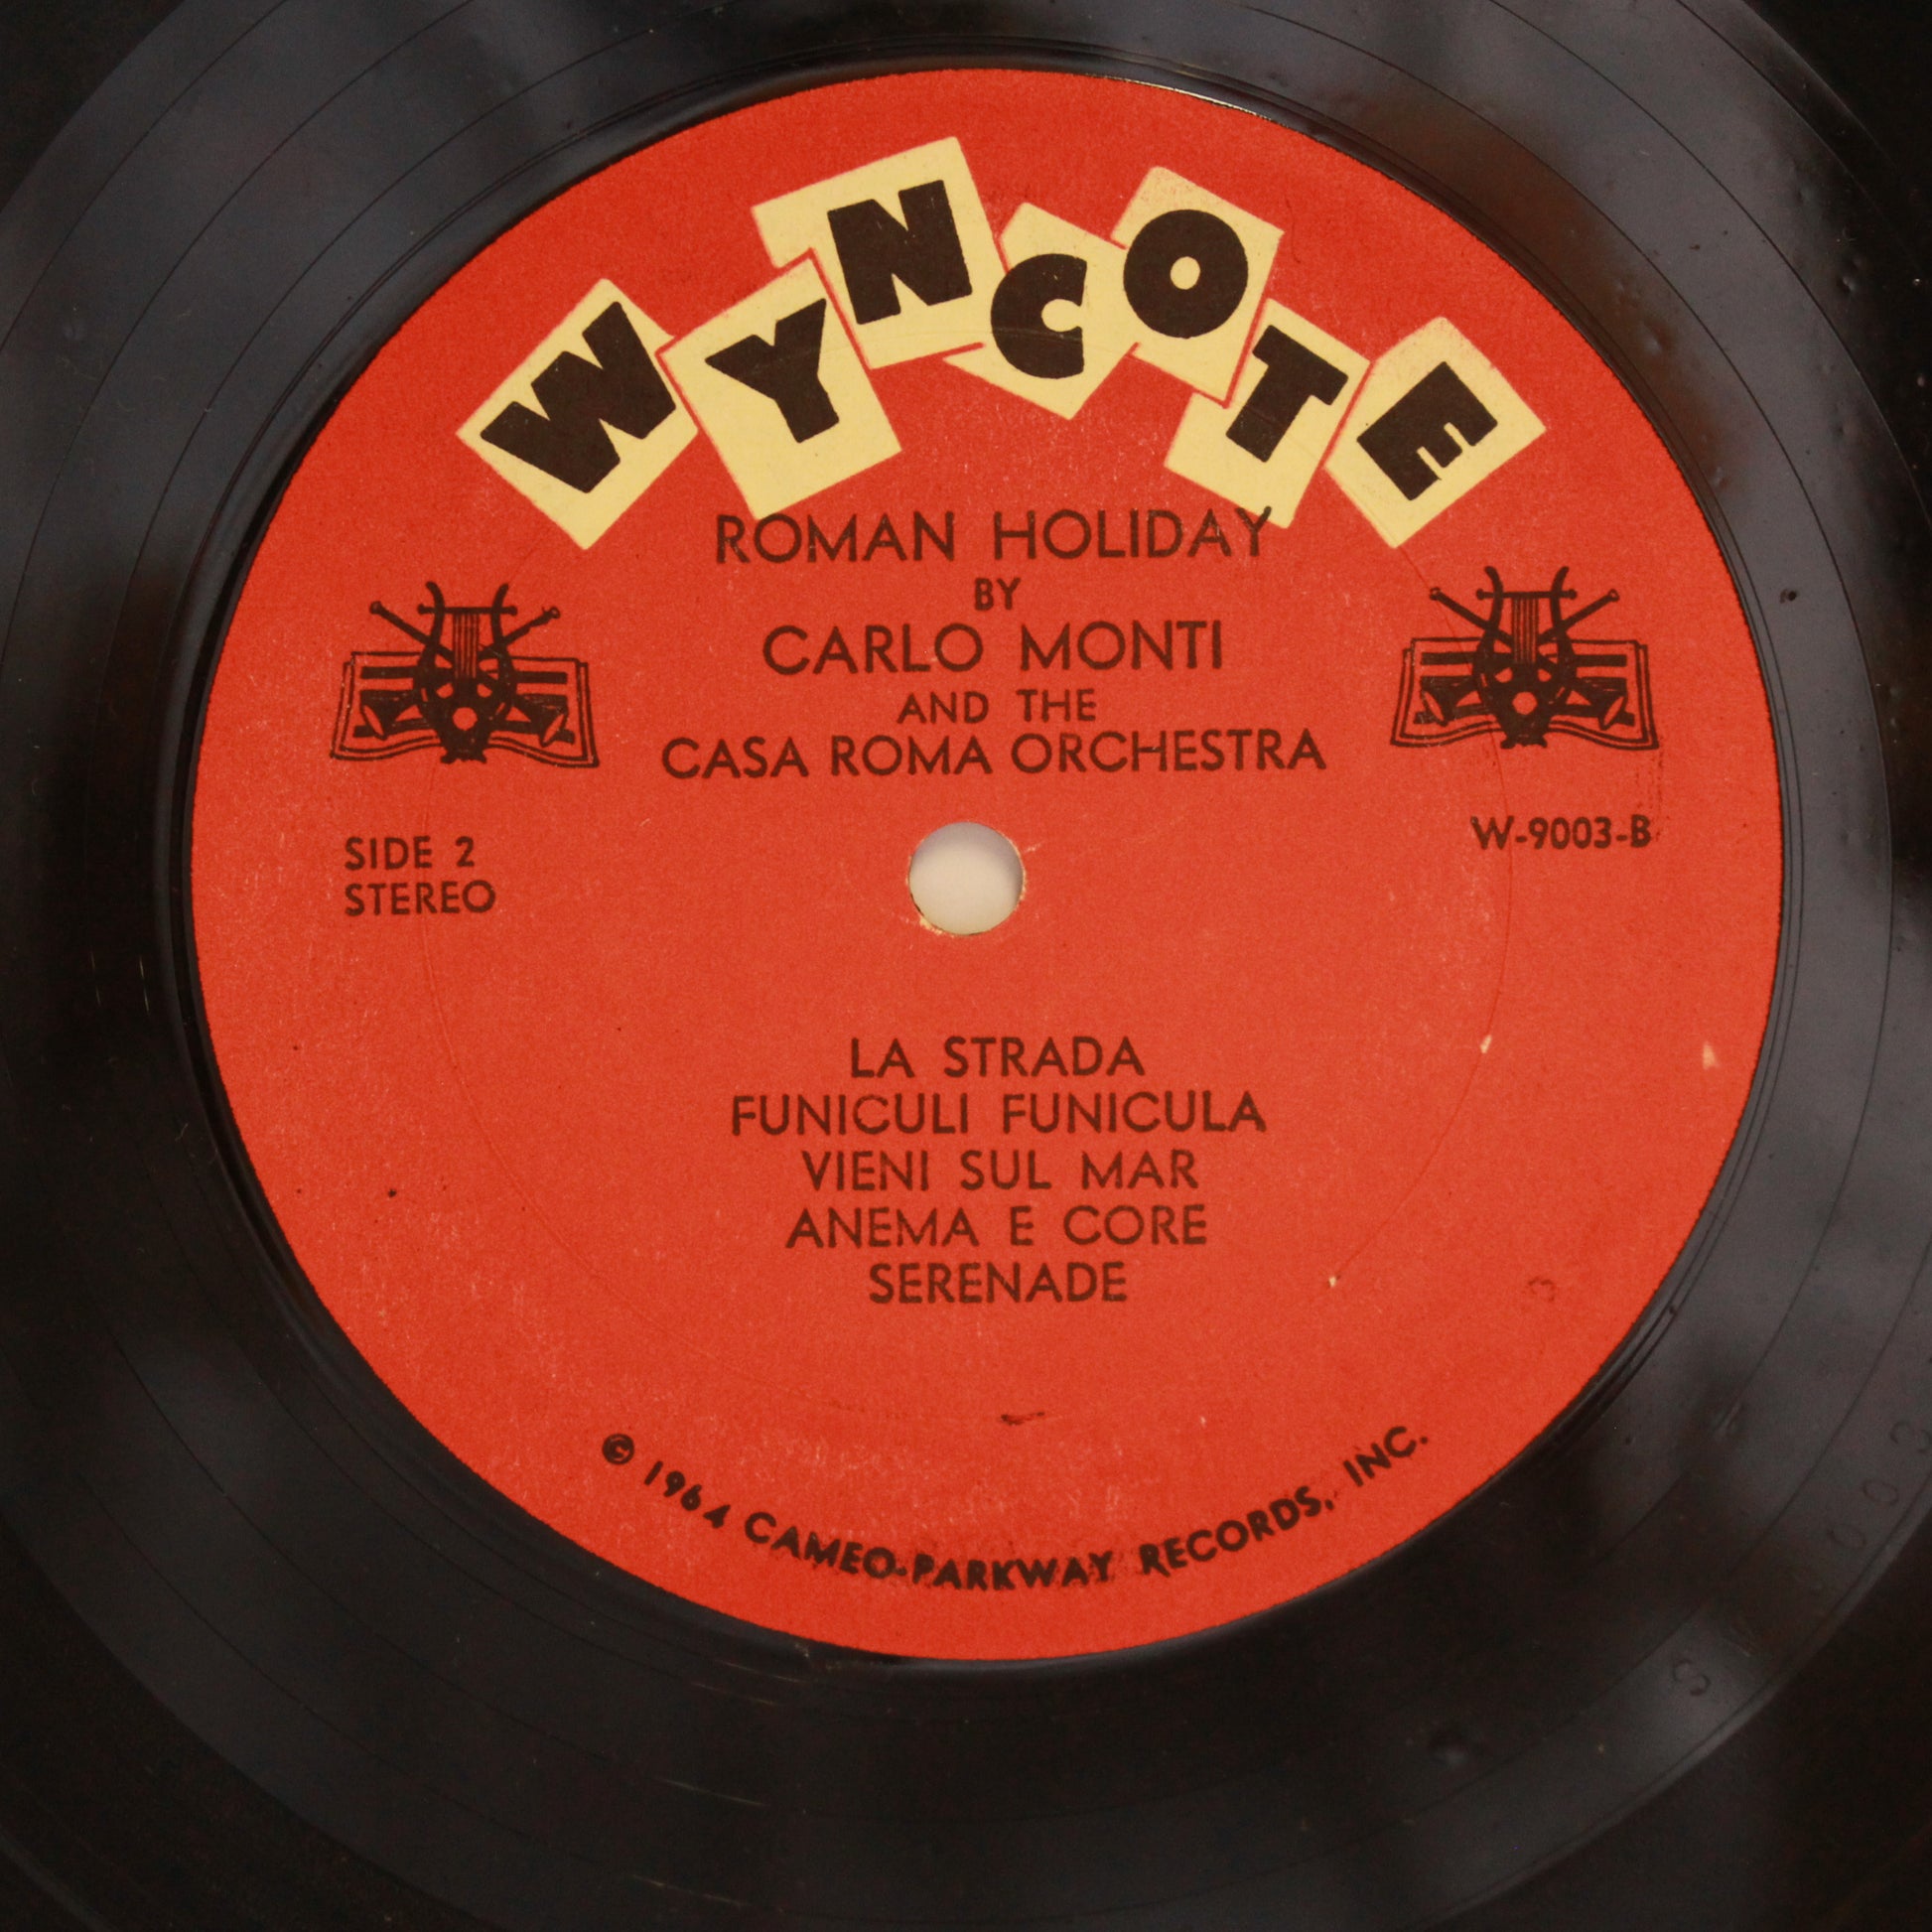 WYNCOTE
ROMAN HOLIDAY
BY
CARLO MONTI
AND THE
CASA ROMA ORCHESTRA
SIDE 2
STEREO
W-9003-B
LA STRADA
FUNICULI FUNICULA
VIENI SUL MAR
ANEMA E CORE
SERENADE
© 1964 CAMEO-PARKWAY RECORDS, INC.